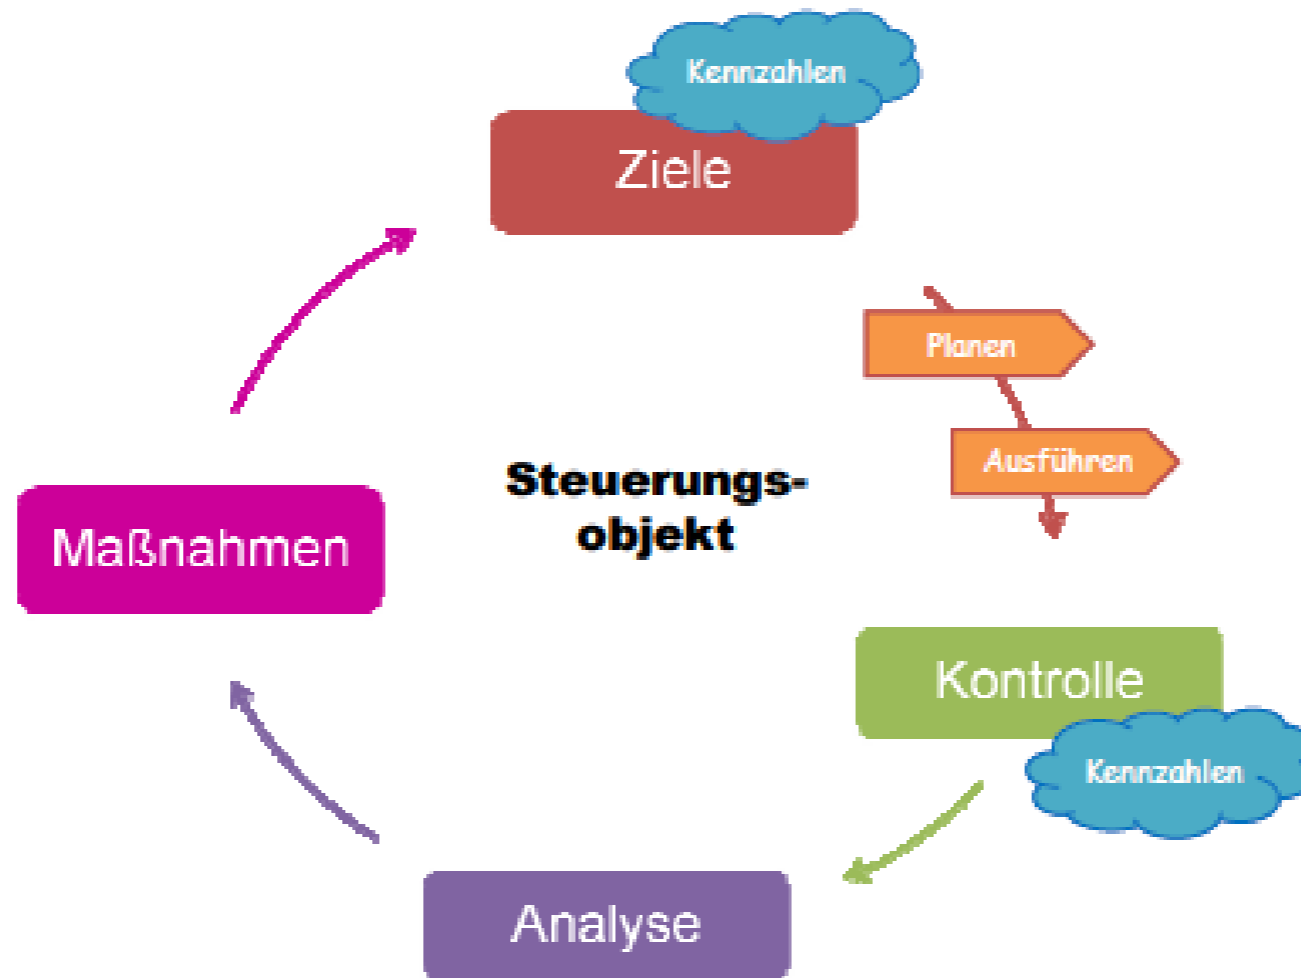 Kennzahlen
Ziele
Planen
Ausführen
Steuerungs-
objekt
Maßnahmen
Kontrolle
Kennzahlen
Analyse